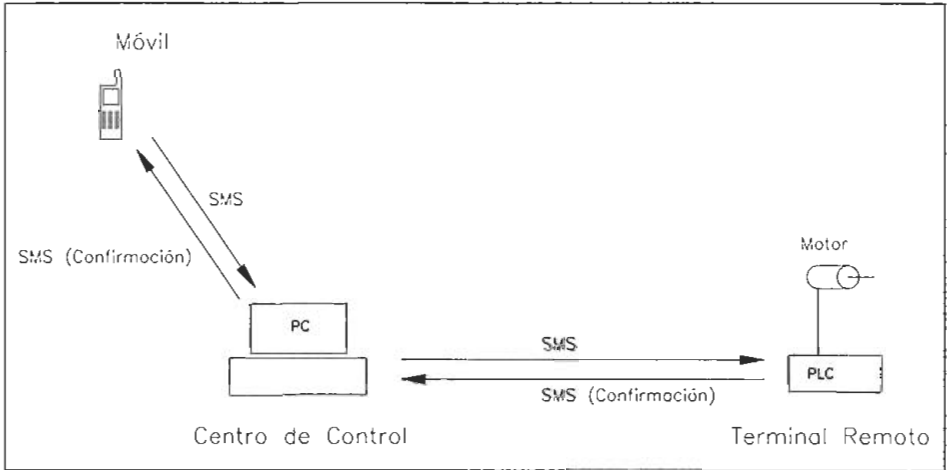 Móvil
SMS
SMS (Confirmación)
Motor
PC
SMS
PLC
SMS (Confirmación)
Centro de Control
Terminal Remoto